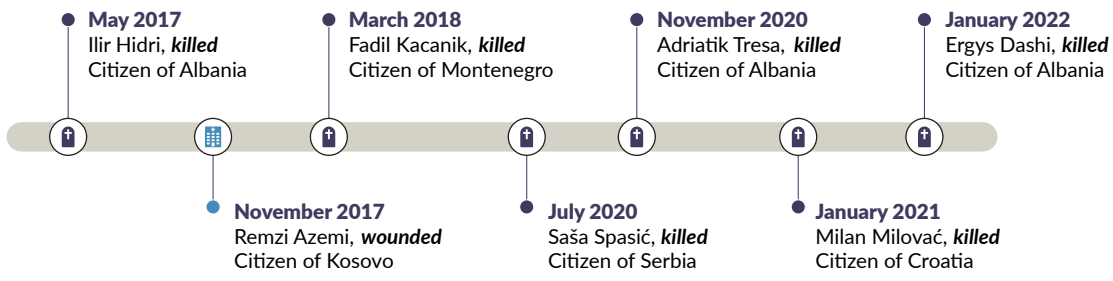 May 2017
Ilir Hidri, killed
Citizen of Albania
March 2018
Fadil Kacanik, killed
Citizen of Montenegro
November 2020
Adriatik Tresa, killed
Citizen of Albania
January 2022
Ergys Dashi, killed
Citizen of Albania
November 2017
Remzi Azemi, wounded
Citizen of Kosovo
July 2020
Saša Spasić, killed
Citizen of Serbia
January 2021
Milan Milovać, killed
Citizen of Croatia